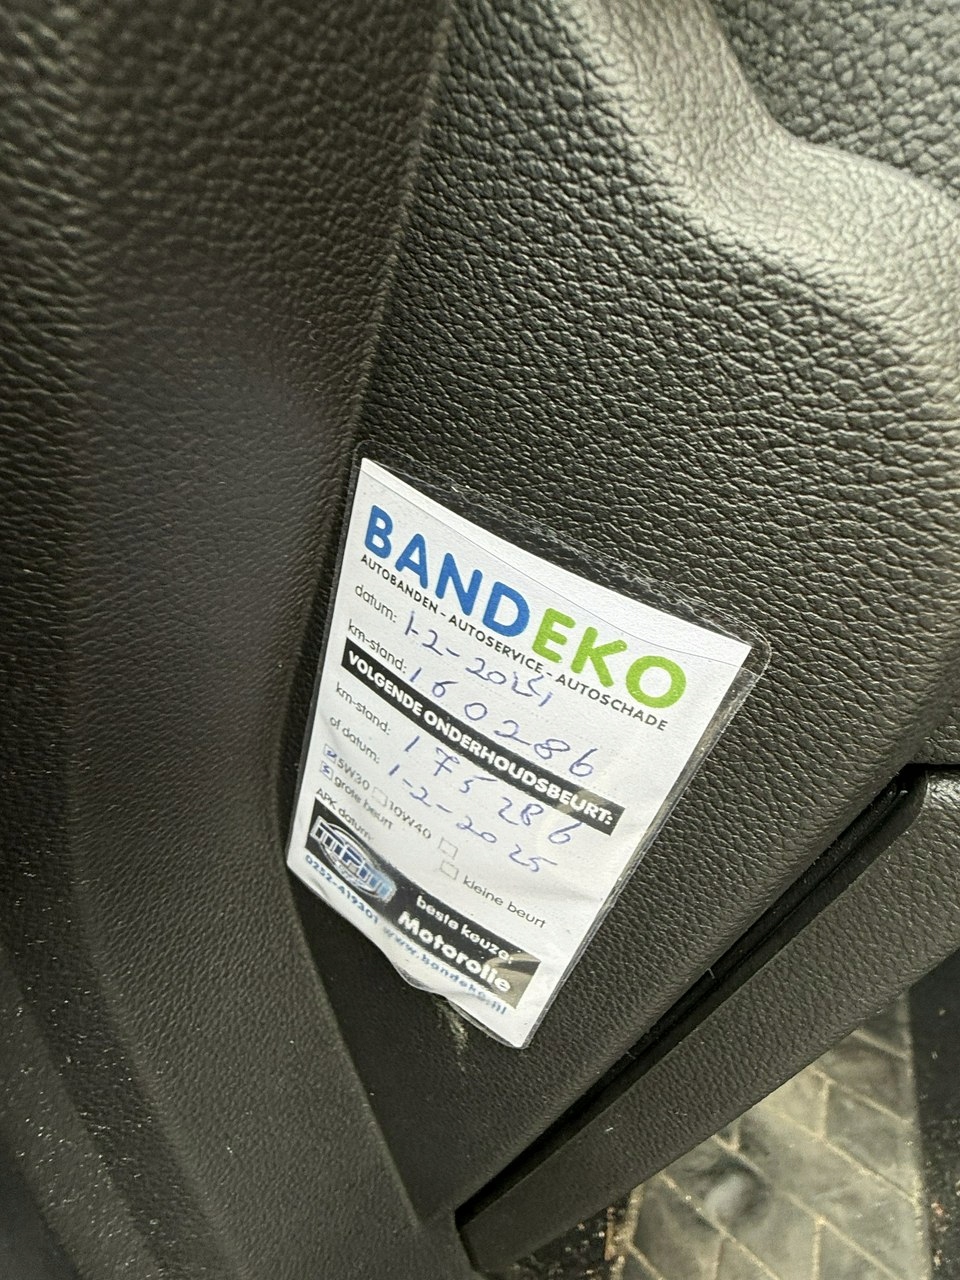 BANDEKO
AUTOBANDEN - AUTOSERVICE - AUTOSCHADE
datum: 1-2-2024
km-stand: 160286
VOLGENDE ONDERHOUDSBEURT:
km-stand: 175286
of datum: 1-2-2025
5W30 10W40
grote beurt kleine beurt
APK datum:
beste keuze:
Motorolie
0252-419301 www.bandeko.nl